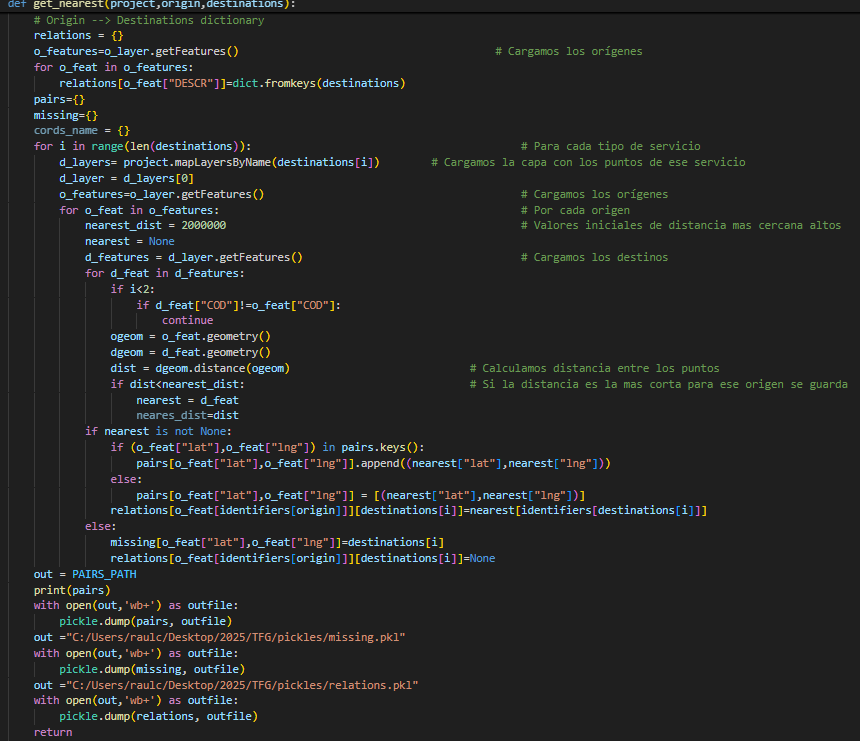 def get_nearest(project,origin,destinations):
    # Origin --> Destinations dictionary
    relations = {}
    o_features=o_layer.getFeatures()                                        # Cargamos los orígenes
    for o_feat in o_features:
        relations[o_feat["DESCR"]]=dict.fromkeys(destinations)
    pairs={}
    missing={}
    cords_name = {}
    for i in range(len(destinations)):                                          # Para cada tipo de servicio
        d_layers= project.mapLayersByName(destinations[i])        # Cargamos la capa con los puntos de ese servicio
        d_layer = d_layers[0]
        o_features=o_layer.getFeatures()                                        # Cargamos los orígenes
        for o_feat in o_features:                                               # Por cada origen
            nearest_dist = 2000000                                              # Valores iniciales de distancia mas cercana altos
            nearest = None
            d_features = d_layer.getFeatures()                                  # Cargamos los destinos
            for d_feat in d_features:
                if i<2:
                    if d_feat["COD"]!=o_feat["COD"]:
                        continue
                ogeom = o_feat.geometry()
                dgeom = d_feat.geometry()
                dist = dgeom.distance(ogeom)                            # Calculamos distancia entre los puntos
                if dist<nearest_dist:                                   # Si la distancia es la mas corta para ese origen se guarda
                    nearest = d_feat
                    neares_dist=dist
            if nearest is not None:
                if (o_feat["lat"],o_feat["lng"]) in pairs.keys():
                    pairs[o_feat["lat"],o_feat["lng"]].append((nearest["lat"],nearest["lng"]))
                else:
                    pairs[o_feat["lat"],o_feat["lng"]] = [(nearest["lat"],nearest["lng"])]
                relations[o_feat[identifiers[origin]]][destinations[i]]=nearest[identifiers[destinations[i]]]
            else:
                missing[o_feat["lat"],o_feat["lng"]]=destinations[i]
                relations[o_feat[identifiers[origin]]][destinations[i]]=None
    out = PAIRS_PATH
    print(pairs)
    with open(out,'wb+') as outfile:
        pickle.dump(pairs, outfile)
    out ="C:/Users/raulc/Desktop/2025/TFG/pickles/missing.pkl"
    with open(out,'wb+') as outfile:
        pickle.dump(missing, outfile)
    out ="C:/Users/raulc/Desktop/2025/TFG/pickles/relations.pkl"
    with open(out,'wb+') as outfile:
        pickle.dump(relations, outfile)
    return